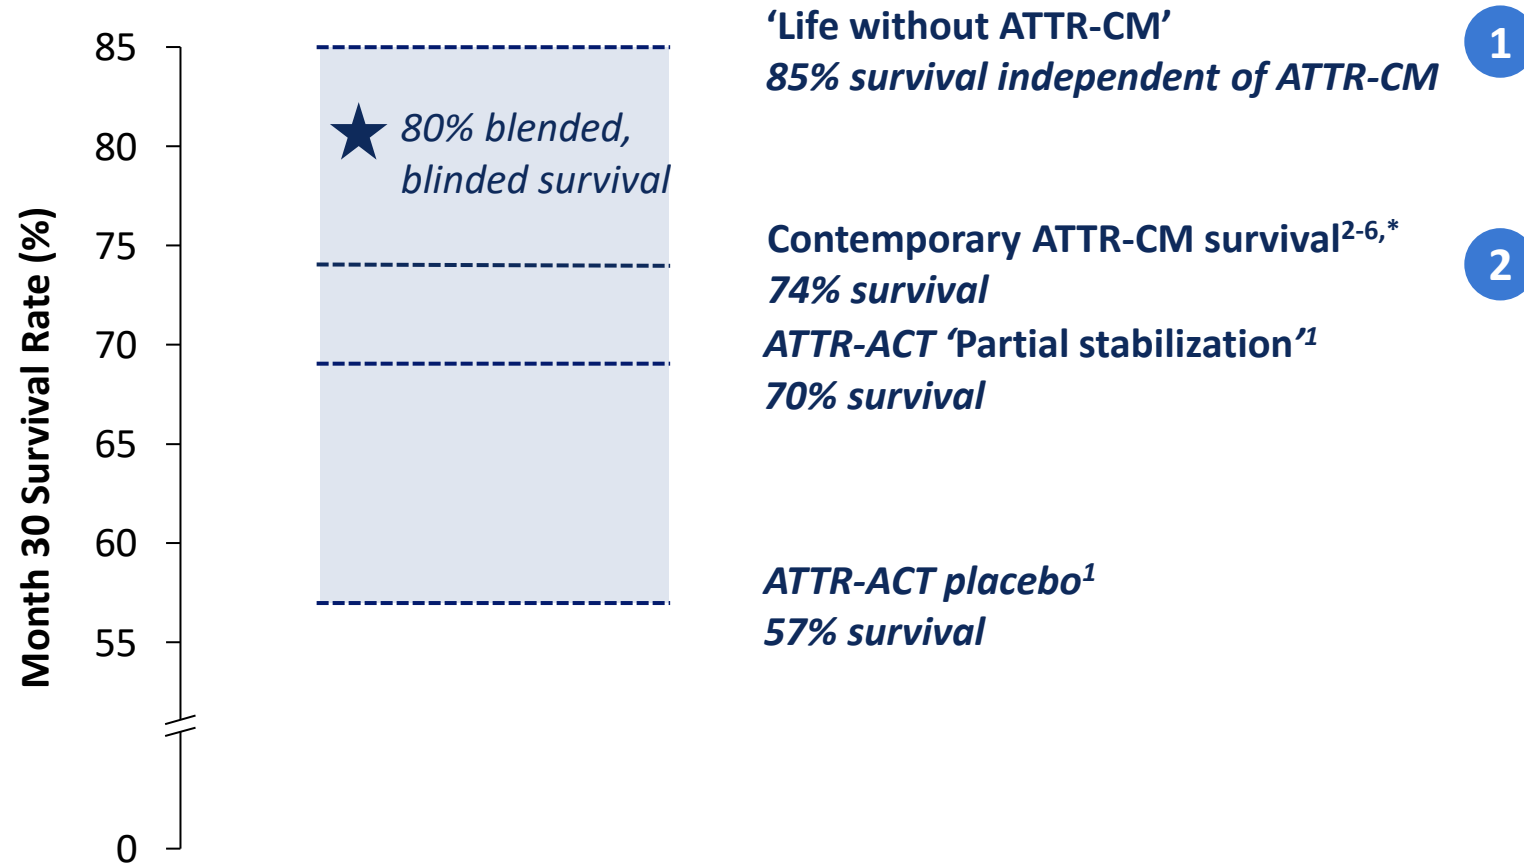 Month 30 Survival Rate (%)
85
80
75
70
65
60
55
0
80% blended,
blinded survival
‘Life without ATTR-CM’
85% survival independent of ATTR-CM
1
Contemporary ATTR-CM survival2-6,*
74% survival
2
ATTR-ACT ‘Partial stabilization’1
70% survival
ATTR-ACT placebo1
57% survival